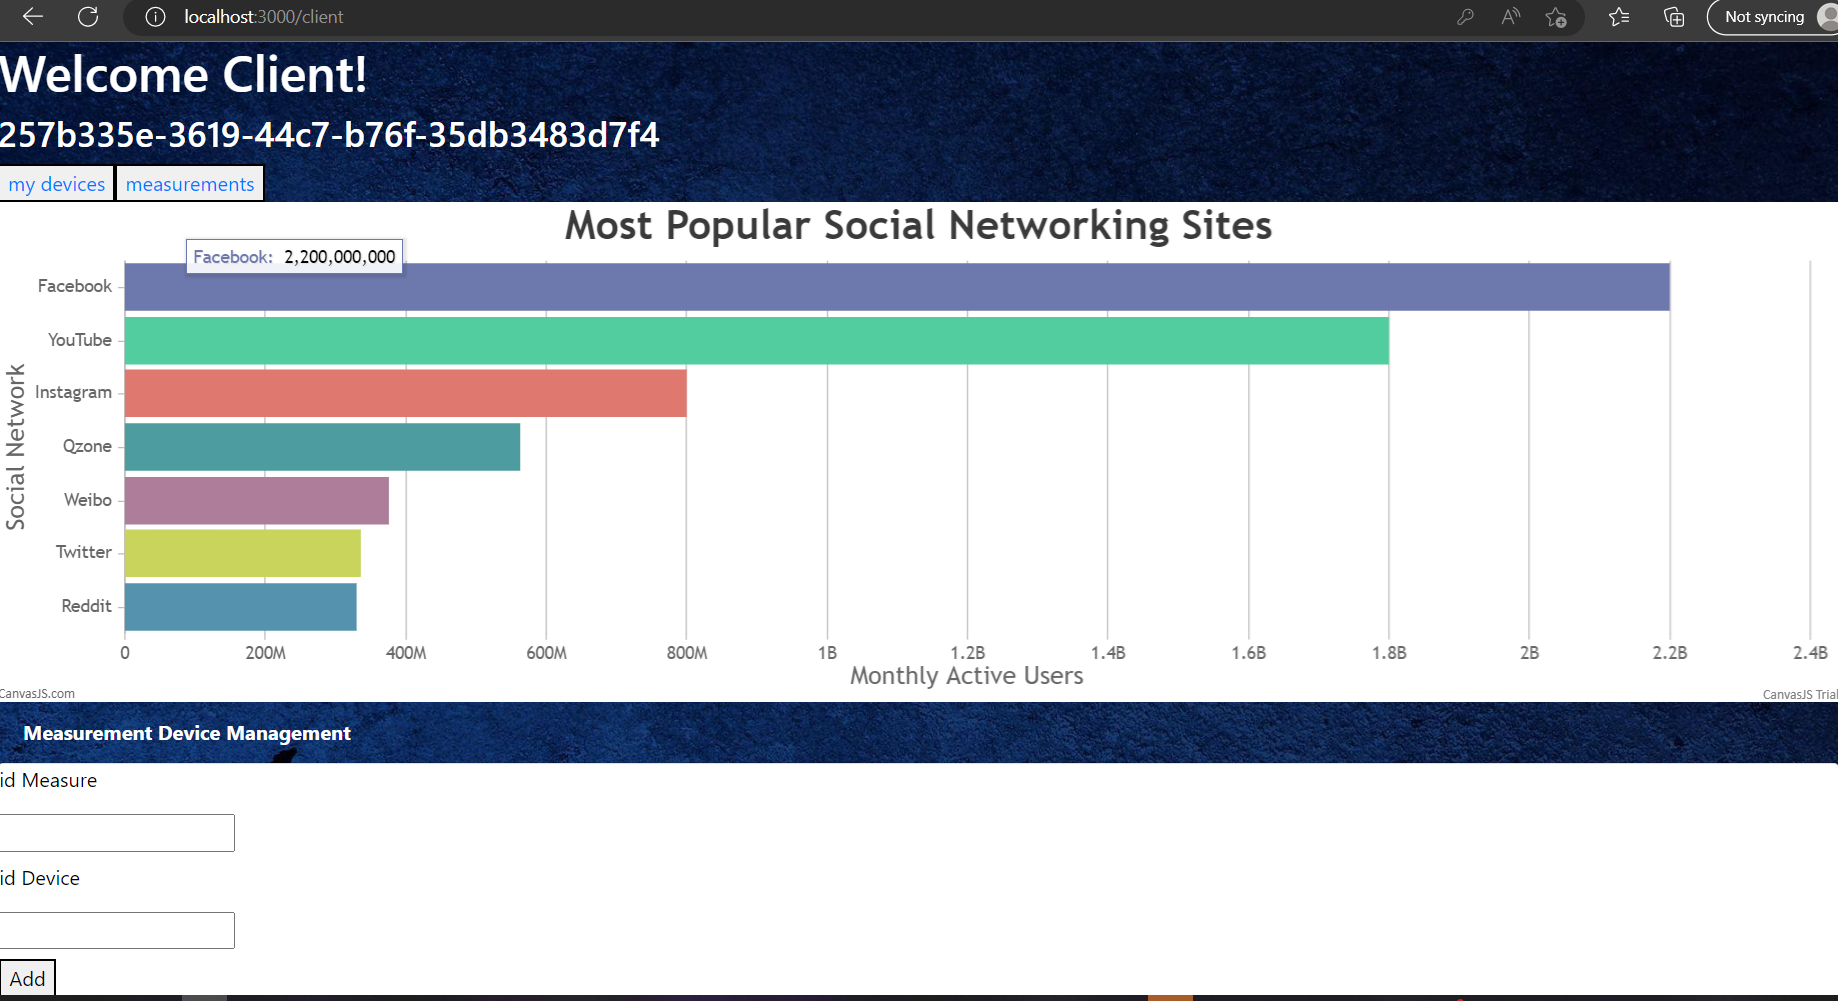 localhost:3000/client
Not syncing
Welcome Client!
257b335e-3619-44c7-b76f-35db3483d7f4
my devices
measurements
Most Popular Social Networking Sites
Facebook: 2,200,000,000
Social Network
Facebook
YouTube
Instagram
Qzone
Weibo
Twitter
Reddit
0 200M 400M 600M 800M 1B 1.2B 1.4B 1.6B 1.8B 2B 2.2B 2.4B
Monthly Active Users
CanvasJS.com
CanvasJS Trial
Measurement Device Management
id Measure
id Device
Add